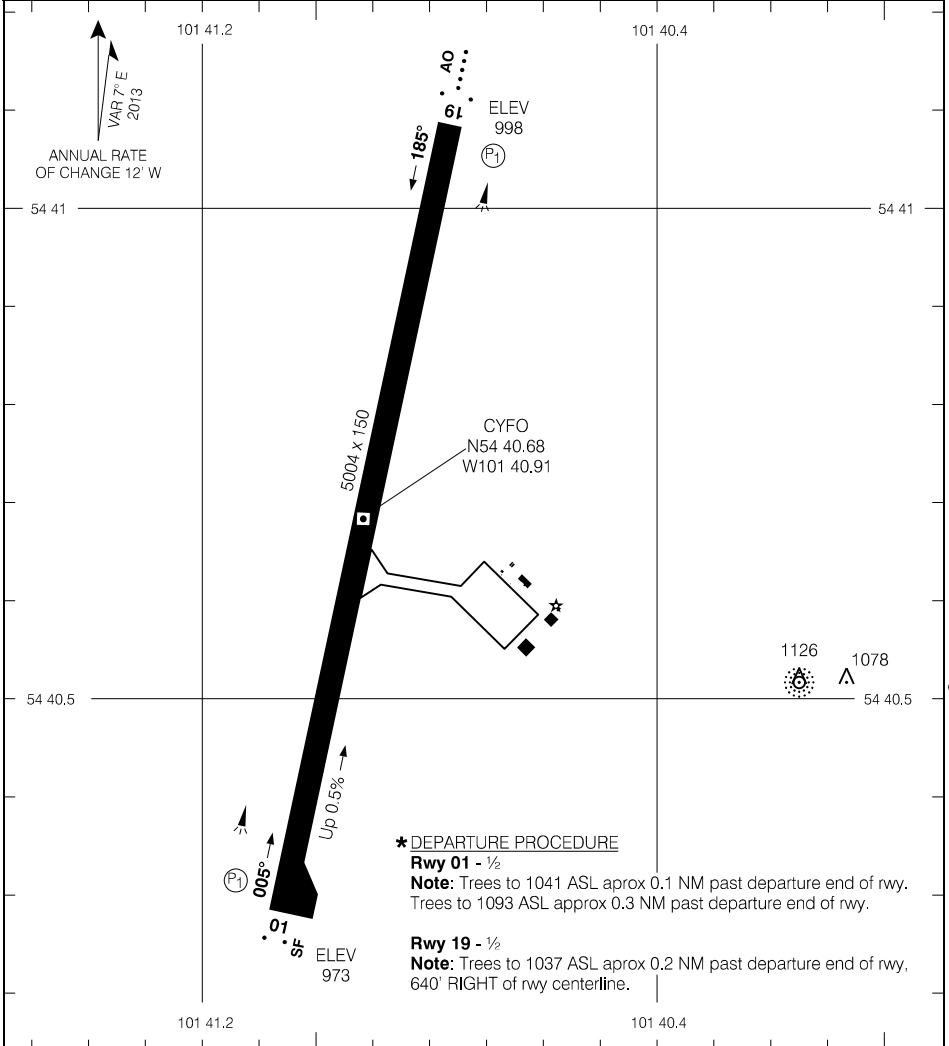 101 41.2
101 40.4
VAR 7° E
2013
ANNUAL RATE
OF CHANGE 12' W
AO
19
ELEV
998
185°
P1
54 41
54 41
5004 x 150
CYFO
N54 40.68
W101 40.91
1126
1078
54 40.5
54 40.5
Up 0.5%
P1
005°
01
SF
ELEV
973
* DEPARTURE PROCEDURE
Rwy 01 - ½
Note: Trees to 1041 ASL aprox 0.1 NM past departure end of rwy.
Trees to 1093 ASL approx 0.3 NM past departure end of rwy.
Rwy 19 - ½
Note: Trees to 1037 ASL aprox 0.2 NM past departure end of rwy,
640' RIGHT of rwy centerline.
101 41.2
101 40.4